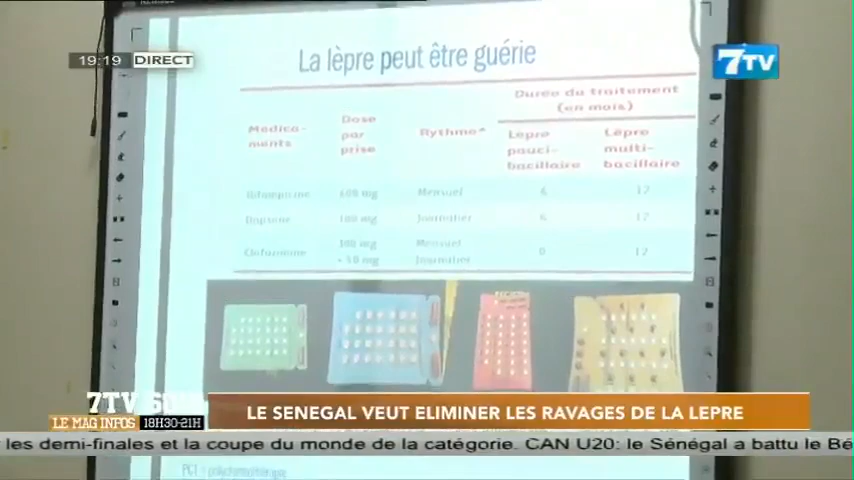 19:19 DIRECT
7TV
La lèpre peut être guérie
Durée du traitement
(en mois)
Médica-
ments
Dose
par
prise
Rythme*
Lèpre
pauci-
bacillaire
Lèpre
multi-
bacillaire
Rifampicine 600 mg Mensuel 6 12
Dapsone 100 mg Journalier 6 12
Clofazimine 300 mg Mensuel 0 12
+ 50 mg Journalier
7TV
LE MAG INFOS 18H30-21H
LE SENEGAL VEUT ELIMINER LES RAVAGES DE LA LEPRE
les demi-finales et la coupe du monde de la catégorie. CAN U20: le Sénégal a battu le Bé
PCT : polychimiothérapie